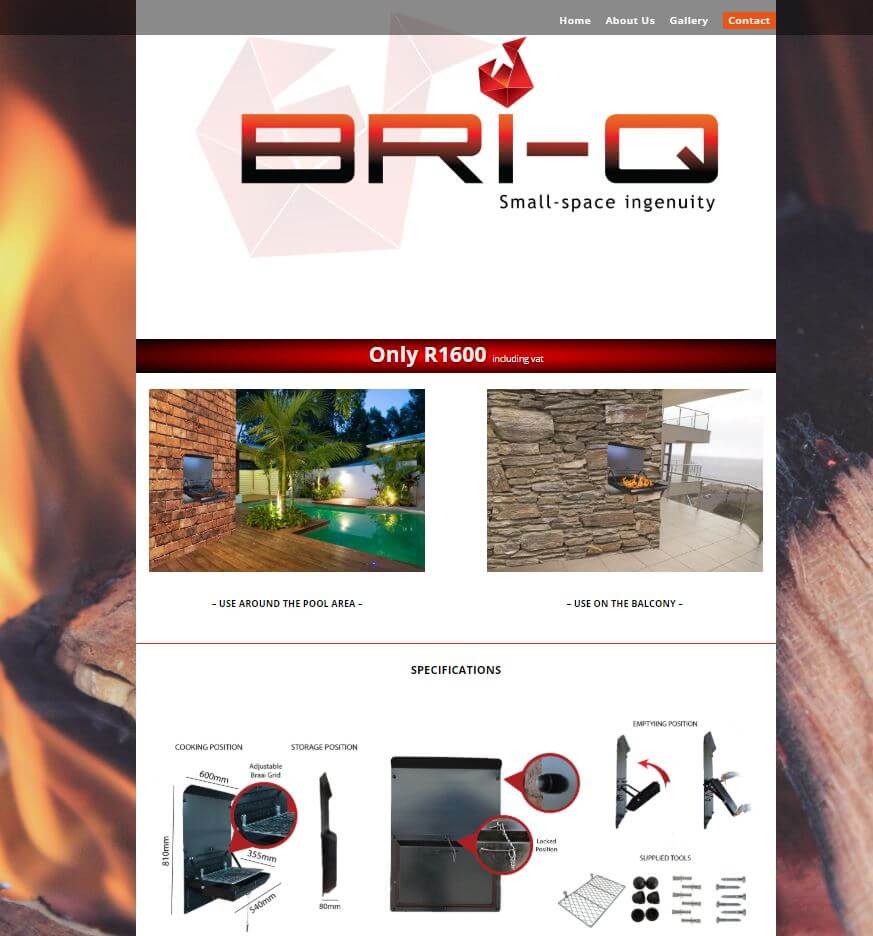 Home About Us Gallery Contact
BRI-Q
Small-space ingenuity
Only R1600 including vat
– USE AROUND THE POOL AREA –
– USE ON THE BALCONY –
SPECIFICATIONS
COOKING POSITION
STORAGE POSITION
600mm
Adjustable
Braai Grid
810mm
355mm
540mm
80mm
Locked
Position
EMPTYIING POSITION
SUPPLIED TOOLS